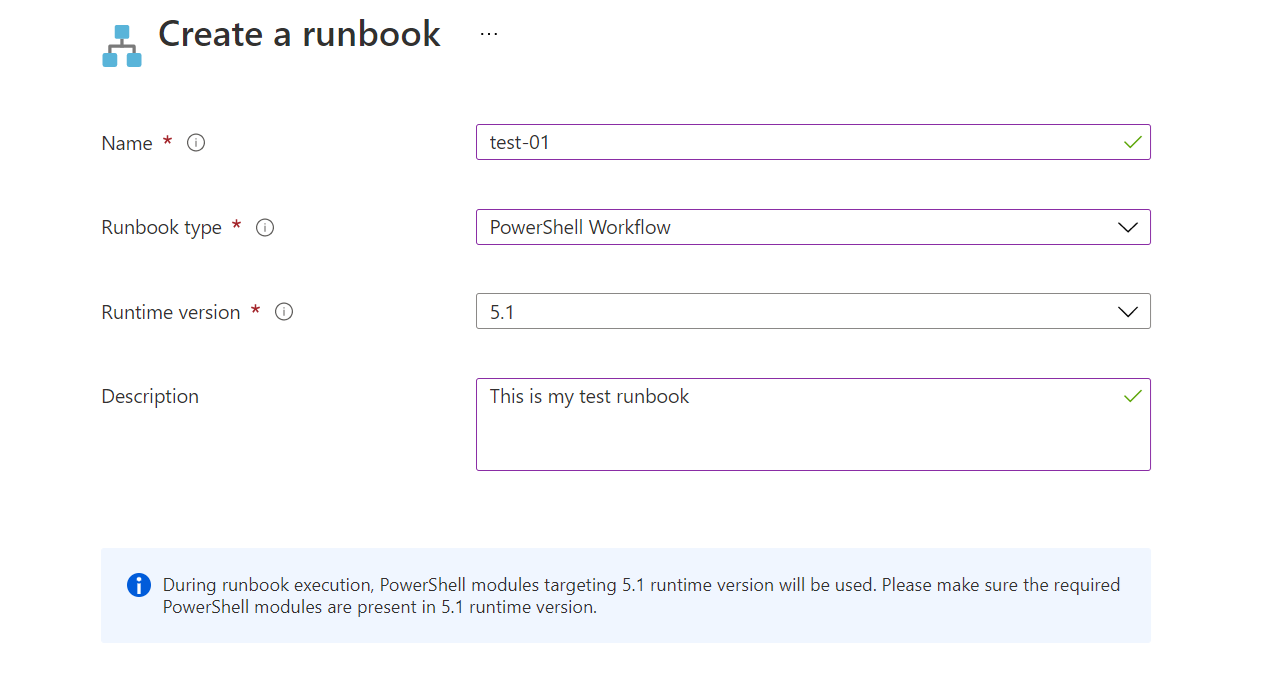 Create a runbook ...
Name *
test-01
Runbook type *
PowerShell Workflow
Runtime version *
5.1
Description
This is my test runbook
During runbook execution, PowerShell modules targeting 5.1 runtime version will be used. Please make sure the required
PowerShell modules are present in 5.1 runtime version.